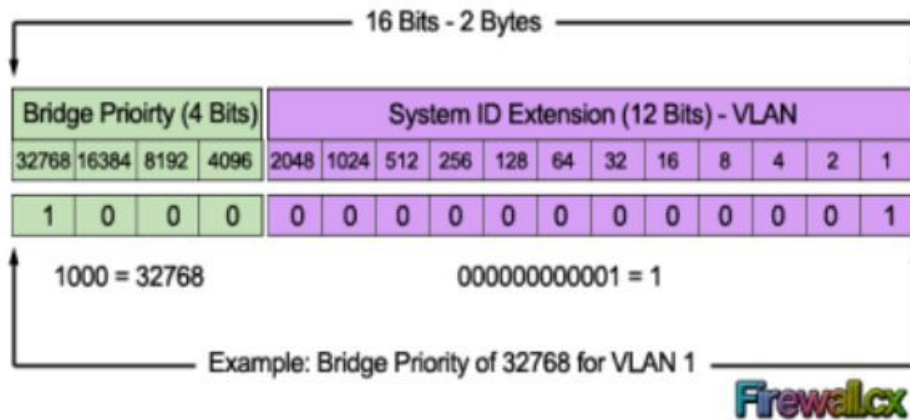 16 Bits - 2 Bytes
Bridge Prioirty (4 Bits) System ID Extension (12 Bits) - VLAN
32768 16384 8192 4096 2048 1024 512 256 128 64 32 16 8 4 2 1
1 0 0 0 0 0 0 0 0 0 0 0 0 0 0 1
1000 = 32768 000000000001 = 1
Example: Bridge Priority of 32768 for VLAN 1
Firewall.cx